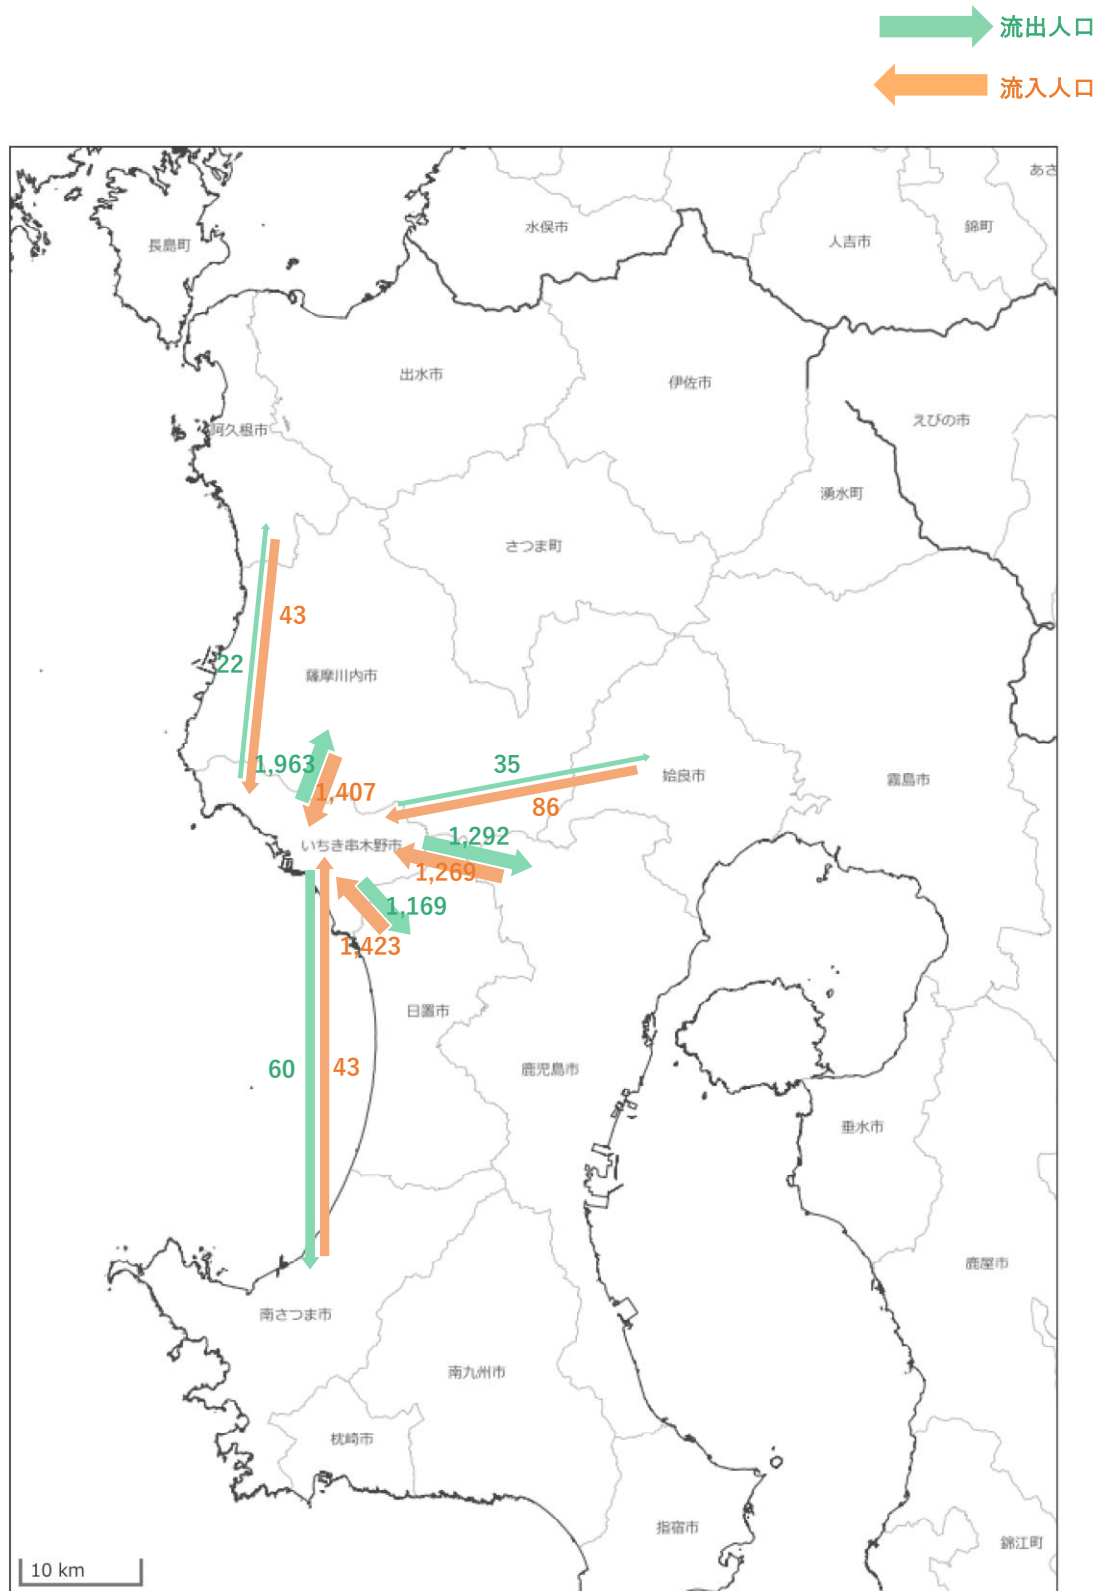 流出人口
流入人口
あさ
水俣市
錦町
人吉市
長島町
出水市
伊佐市
えびの市
阿久根市
湧水町
さつま町
43
22
薩摩川内市
1,963
35
姶良市
霧島市
1,407
86
1,292
いちき串木野市
1,269
1,169
1,423
日置市
60
43
鹿児島市
垂水市
鹿屋市
南さつま市
南九州市
枕崎市
指宿市
錦江町
10 km